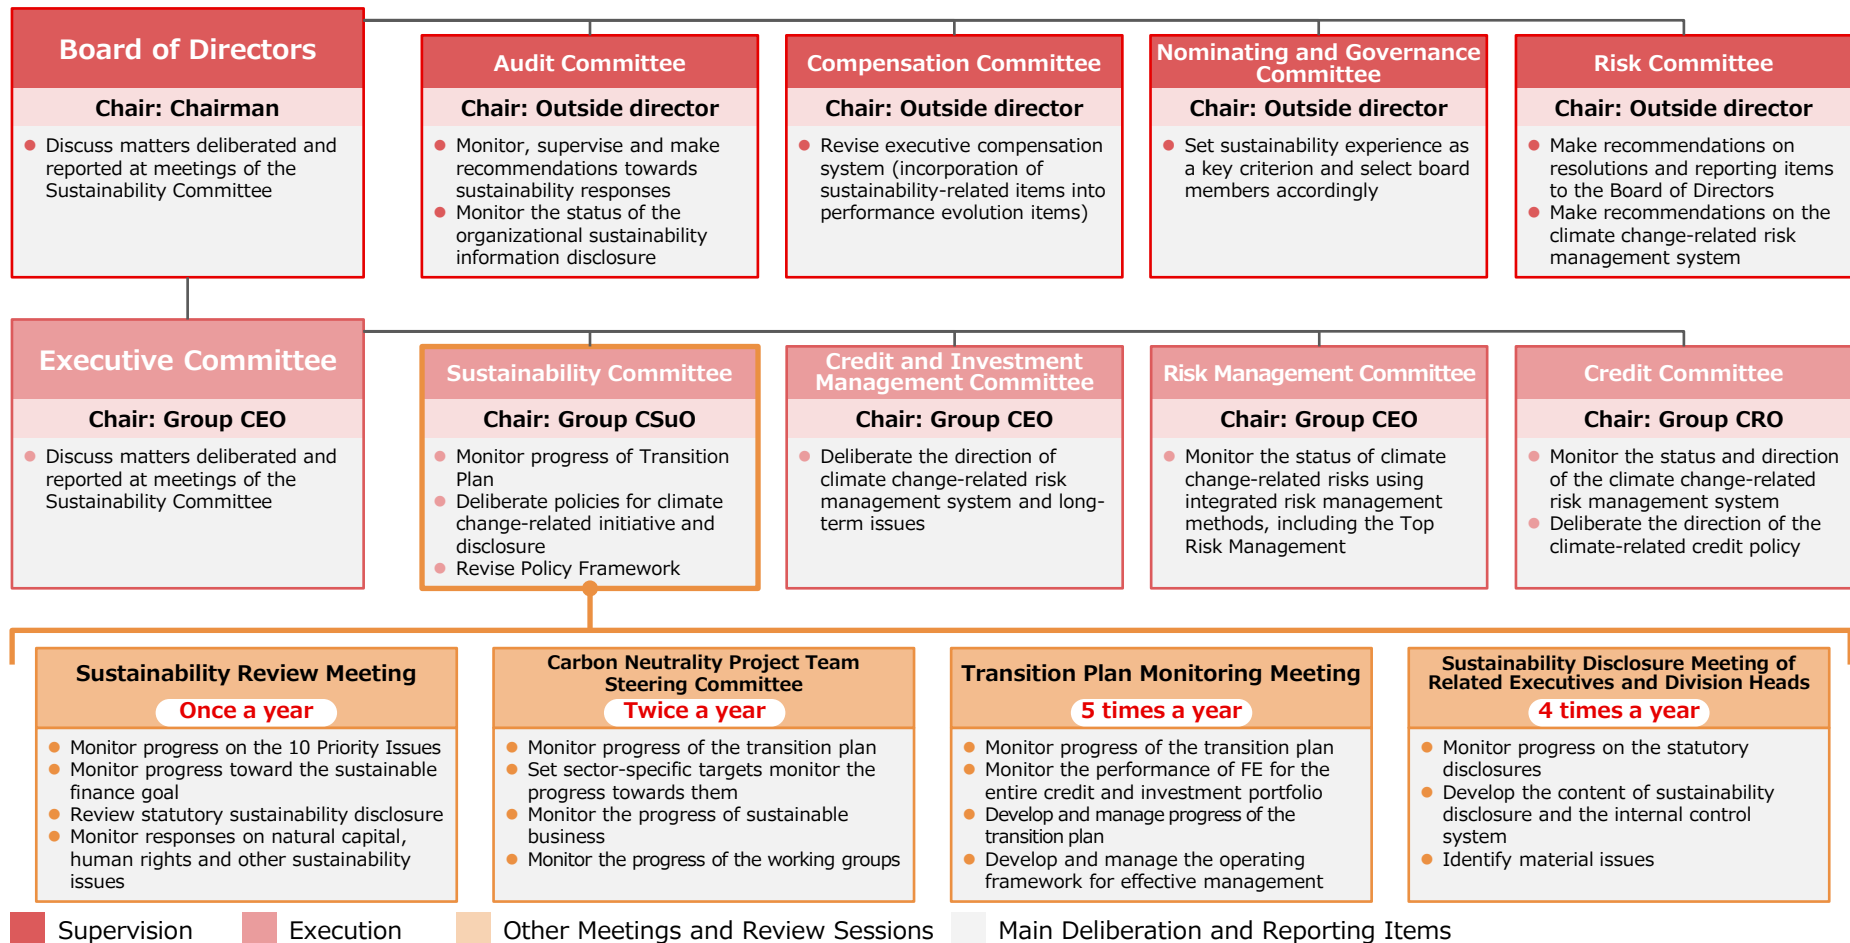 Board of Directors
Chair: Chairman
Discuss matters deliberated and
reported at meetings of the
Sustainability Committee
Audit Committee
Chair: Outside director
Monitor, supervise and make
recommendations towards
sustainability responses
Monitor the status of the
organizational sustainability
information disclosure
Compensation Committee
Chair: Outside director
Revise executive compensation
system (incorporation of
sustainability-related items into
performance evolution items)
Nominating and Governance
Committee
Chair: Outside director
Set sustainability experience as
a key criterion and select board
members accordingly
Risk Committee
Chair: Outside director
Make recommendations on
resolutions and reporting items
to the Board of Directors
Make recommendations on the
climate change-related risk
management system
Executive Committee
Chair: Group CEO
Discuss matters deliberated and
reported at meetings of the
Sustainability Committee
Sustainability Committee
Chair: Group CSuO
Monitor progress of Transition
Plan
Deliberate policies for climate
change-related initiative and
disclosure
Revise Policy Framework
Credit and Investment
Management Committee
Chair: Group CEO
Deliberate the direction of
climate change-related risk
management system and long-
term issues
Risk Management Committee
Chair: Group CEO
Monitor the status of climate
change-related risks using
integrated risk management
methods, including the Top
Risk Management
Credit Committee
Chair: Group CRO
Monitor the status and direction
of the climate change-related
risk management system
Deliberate the direction of the
climate-related credit policy
Sustainability Review Meeting
Once a year
Monitor progress on the 10 Priority Issues
Monitor progress toward the sustainable
finance goal
Review statutory sustainability disclosure
Monitor responses on natural capital,
human rights and other sustainability
issues
Carbon Neutrality Project Team
Steering Committee
Twice a year
Monitor progress of the transition plan
Set sector-specific targets monitor the
progress towards them
Monitor the progress of sustainable
business
Monitor the progress of the working groups
Transition Plan Monitoring Meeting
5 times a year
Monitor progress of the transition plan
Monitor the performance of FE for the
entire credit and investment portfolio
Develop and manage progress of the
transition plan
Develop and manage the operating
framework for effective management
Sustainability Disclosure Meeting of
Related Executives and Division Heads
4 times a year
Monitor progress on the statutory
disclosures
Develop the content of sustainability
disclosure and the internal control
system
Identify material issues
Supervision
Execution
Other Meetings and Review Sessions
Main Deliberation and Reporting Items